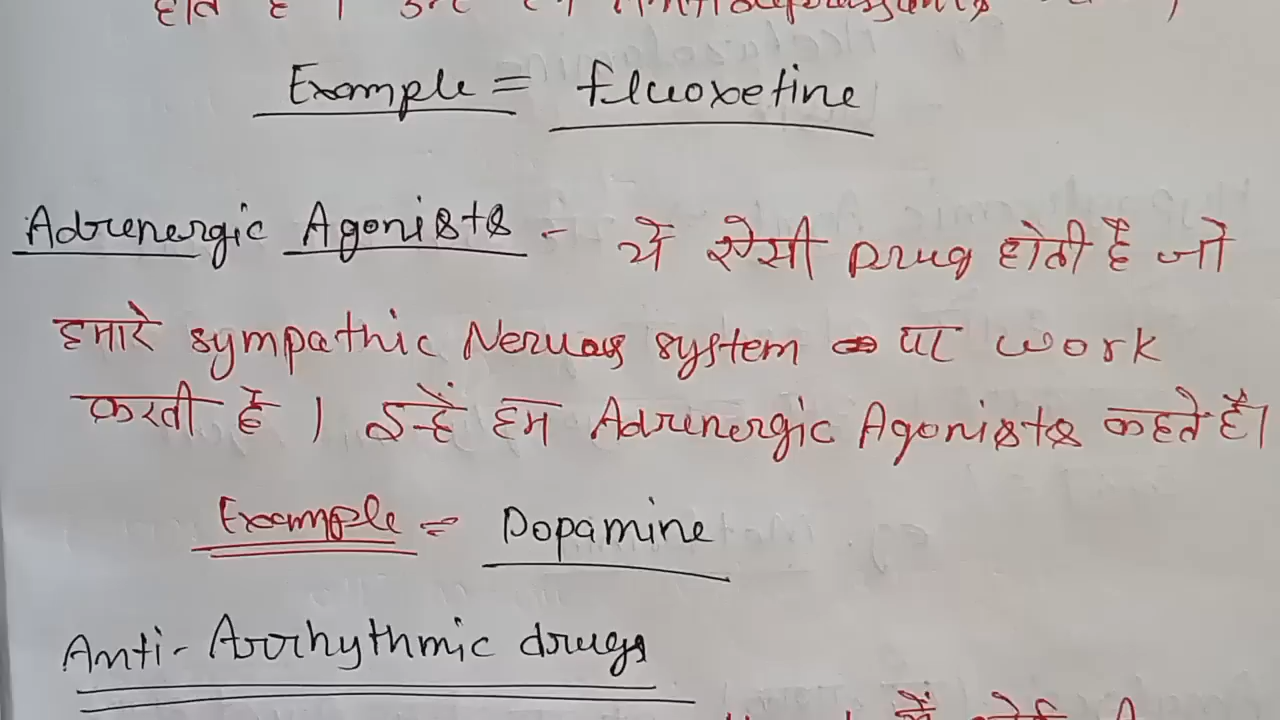 Example = fluoxetine
Adrenergic Agonists - यें ऐसी Drug होती हैं जो
हमारे sympathic Nervous system पर work
करती हैं । इन्हें हम Adrenergic Agonists कहते हैं।
Example = Dopamine
Anti-Arrhythmic drugs